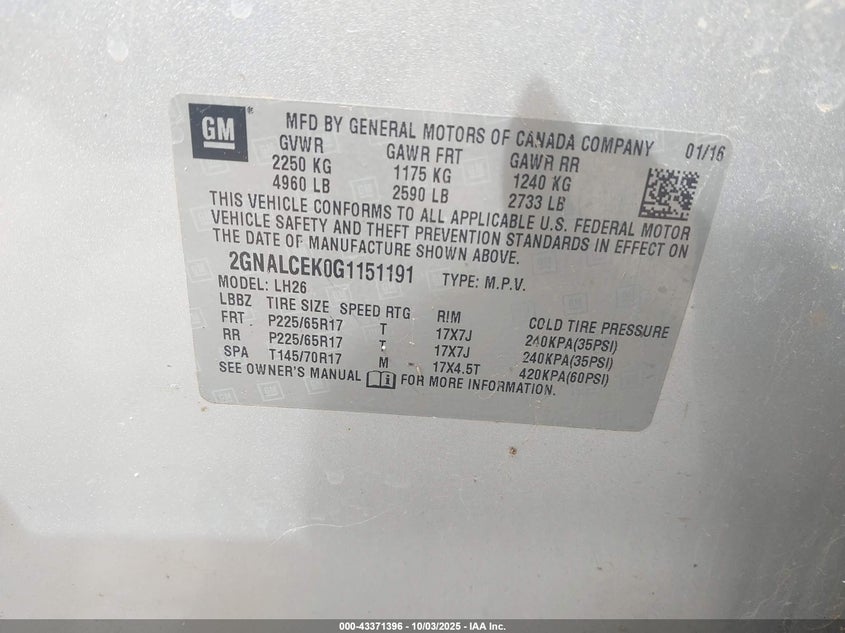 GM
MFD BY GENERAL MOTORS OF CANADA COMPANY 01/16
GVWR GAWR FRT GAWR RR
2250 KG 1175 KG 1240 KG
4960 LB 2590 LB 2733 LB
THIS VEHICLE CONFORMS TO ALL APPLICABLE U.S. FEDERAL MOTOR
VEHICLE SAFETY AND THEFT PREVENTION STANDARDS IN EFFECT ON
THE DATE OF MANUFACTURE SHOWN ABOVE.
2GNALCEK0G1151191 TYPE: M.P.V.
MODEL: LH26
LBBZ TIRE SIZE SPEED RTG RIM COLD TIRE PRESSURE
FRT P225/65R17 T 17X7J 240KPA(35PSI)
RR P225/65R17 T 17X7J 240KPA(35PSI)
SPA T145/70R17 M 17X4.5T 420KPA(60PSI)
SEE OWNER'S MANUAL FOR MORE INFORMATION.
000-43371396 - 10/03/2025 - IAA Inc.